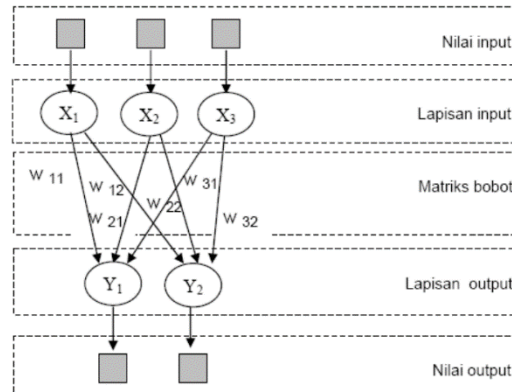 Nilai input
X₁ X₂ X₃
Lapisan input
W 11
W 12
W 31
Matriks bobot
W 21
W 22
W 32
Y₁ Y₂
Lapisan output
Nilai output